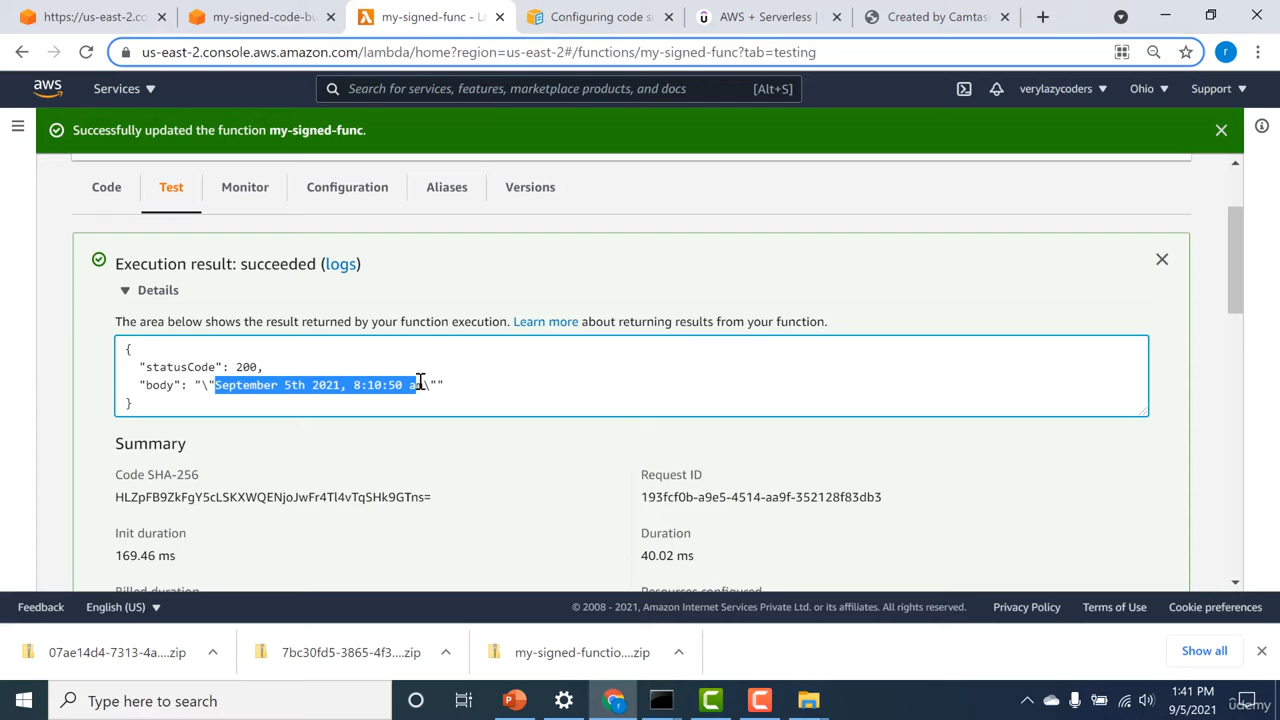 https://us-east-2.co
my-signed-code-bu
my-signed-func - L
Configuring code s
AWS + Serverless |
Created by Camtas
us-east-2.console.aws.amazon.com/lambda/home?region=us-east-2#/functions/my-signed-func?tab=testing
aws
Services
Search for services, features, marketplace products, and docs
[Alt+S]
verylazycoders
Ohio
Support
Successfully updated the function my-signed-func.
Code
Test
Monitor
Configuration
Aliases
Versions
Execution result: succeeded (logs)
Details
The area below shows the result returned by your function execution. Learn more about returning results from your function.
{
"statusCode": 200,
"body": "\"September 5th 2021, 8:10:50 am\""
}
Summary
Code SHA-256
HLZpFB9ZkFgY5cLSKXWQENjoJwFr4Tl4vTqSHk9GTns=
Request ID
193fcf0b-a9e5-4514-aa9f-352128f83db3
Init duration
169.46 ms
Duration
40.02 ms
Billed duration
Resources configured
Feedback
English (US)
© 2008 - 2021, Amazon Internet Services Private Ltd. or its affiliates. All rights reserved.
Privacy Policy
Terms of Use
Cookie preferences
07ae14d4-7313-4a....zip
7bc30fd5-3865-4f3....zip
my-signed-functio....zip
Show all
Type here to search
1:41 PM
9/5/2021
udemy